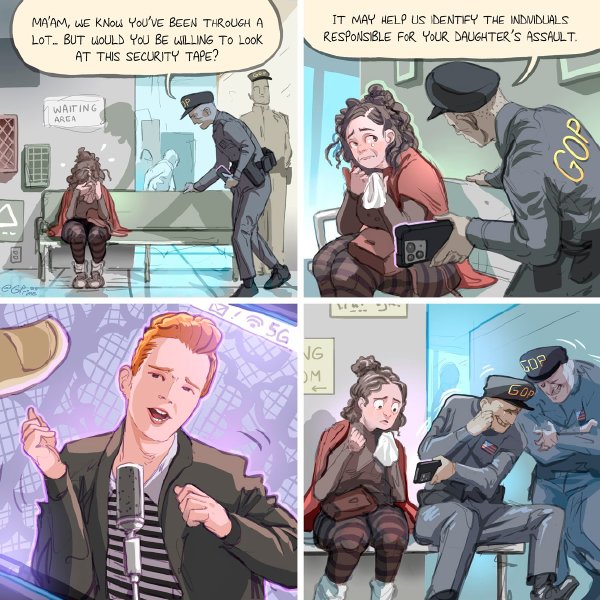 MA'AM, WE KNOW YOU'VE BEEN THROUGH A
LOT... BUT WOULD YOU BE WILLING TO LOOK
AT THIS SECURITY TAPE?
GOP
WAITING
AREA
IT MAY HELP US IDENTIFY THE INDIVIDUALS
RESPONSIBLE FOR YOUR DAUGHTER'S ASSAULT.
GOP
5G
NG
OM
GOP
GOP